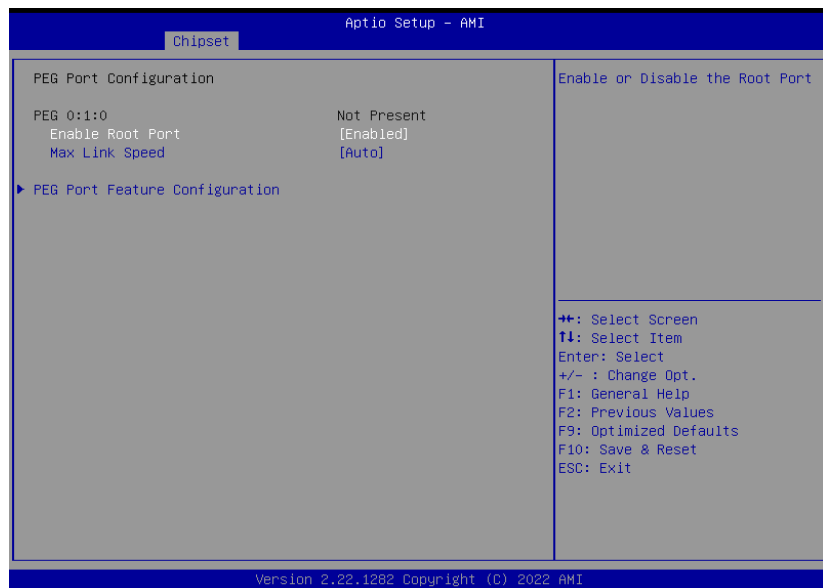 Aptio Setup – AMI
Chipset
PEG Port Configuration
PEG 0:1:0 Not Present
Enable Root Port [Enabled]
Max Link Speed [Auto]
PEG Port Feature Configuration
Enable or Disable the Root Port
→←: Select Screen
↑↓: Select Item
Enter: Select
+/- : Change Opt.
F1: General Help
F2: Previous Values
F9: Optimized Defaults
F10: Save & Reset
ESC: Exit
Version 2.22.1282 Copyright (C) 2022 AMI